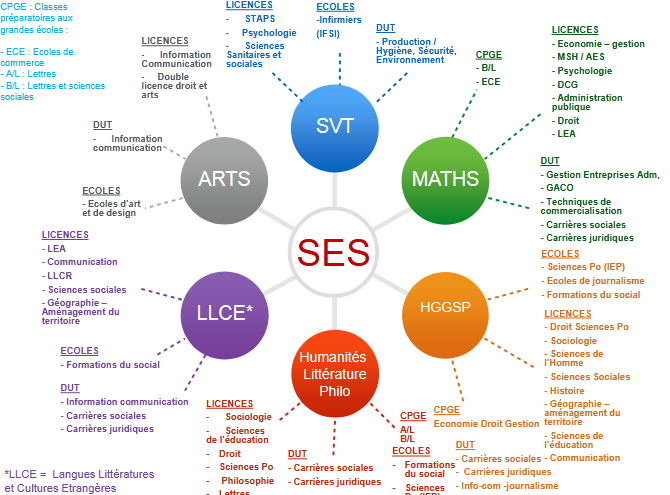 CPGE : Classes
préparatoires aux
grandes écoles :
- ECE : Ecoles de
commerce
- A/L : Lettres
- B/L : Lettres et sciences
sociales
LICENCES
- Information
Communication
- Double
licence droit et
arts
DUT
- Information
communication
ECOLES
- Ecoles d'art
et de design
ARTS
LICENCES
- STAPS
- Psychologie
- Sciences
Sanitaires et
sociales
ECOLES
-Infirmiers
(IFSI)
DUT
- Production /
Hygiène, Sécurité,
Environnement
SVT
CPGE
- B/L
- ECE
LICENCES
- Economie – gestion
- MSH / AES
- Psychologie
- DCG
- Administration
publique
- Droit
- LEA
DUT
- Gestion Entreprises Adm,
- GACO
- Techniques de
commercialisation
- Carrières sociales
- Carrières juridiques
MATHS
SES
LICENCES
- LEA
- Communication
- LLCR
- Sciences sociales
- Géographie –
Aménagement du
territoire
ECOLES
- Formations du social
DUT
- Information communication
- Carrières sociales
- Carrières juridiques
LLCE*
ECOLES
- Sciences Po (IEP)
- Ecoles de journalisme
- Formations du social
LICENCES
- Droit Sciences Po
- Sociologie
- Sciences de
l'Homme
- Sciences Sociales
- Histoire
- Géographie –
aménagement du
territoire
- Sciences de
l'éducation
- Communication
HGGSP
CPGE
Economie Droit Gestion
DUT
- Carrières sociales
- Carrières juridiques
- Info-com -journalisme
Humanités
Littérature
Philo
LICENCES
- Sociologie
- Sciences
de l'éducation
- Droit
- Sciences Po
- Philosophie
- Lettres
DUT
- Carrières sociales
- Carrières juridiques
CPGE
A/L
B/L
ECOLES
- Formations
du social
- Sciences
Po (IEP)
*LLCE = Langues Littératures
et Cultures Etrangères